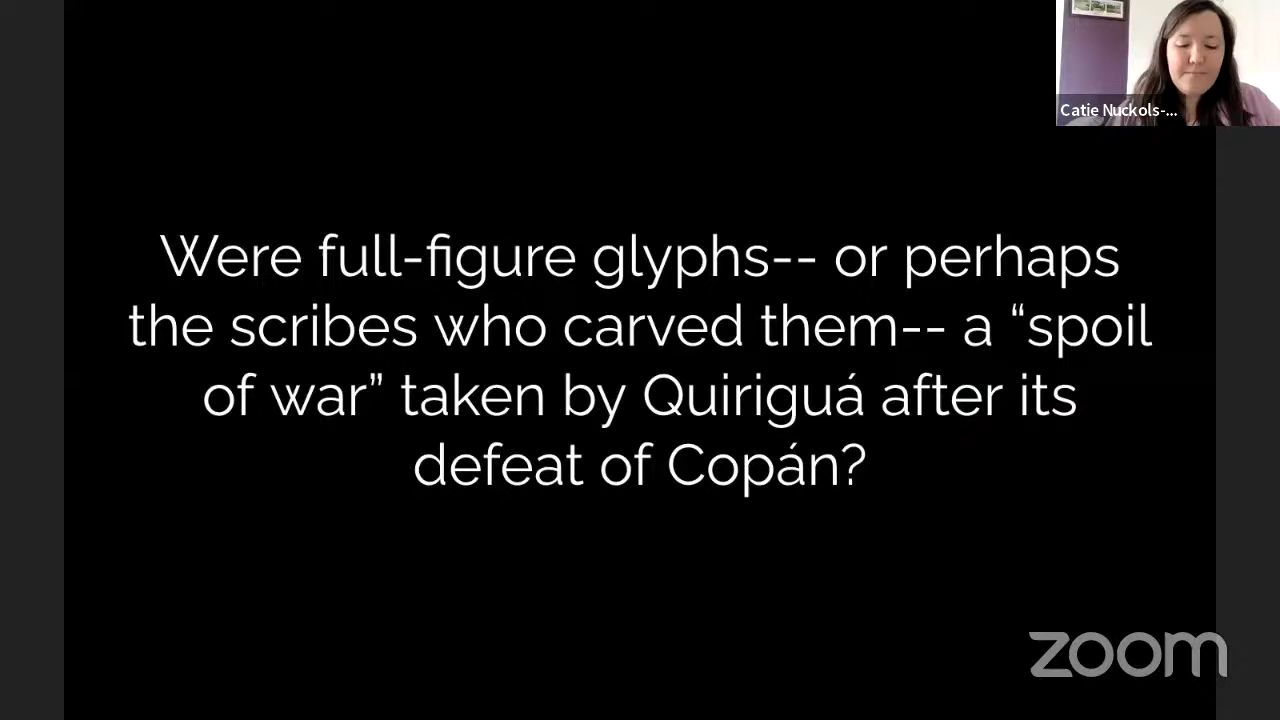 Catie Nuckols-...
Were full-figure glyphs-- or perhaps
the scribes who carved them-- a “spoil
of war” taken by Quiriguá after its
defeat of Copán?
zoom